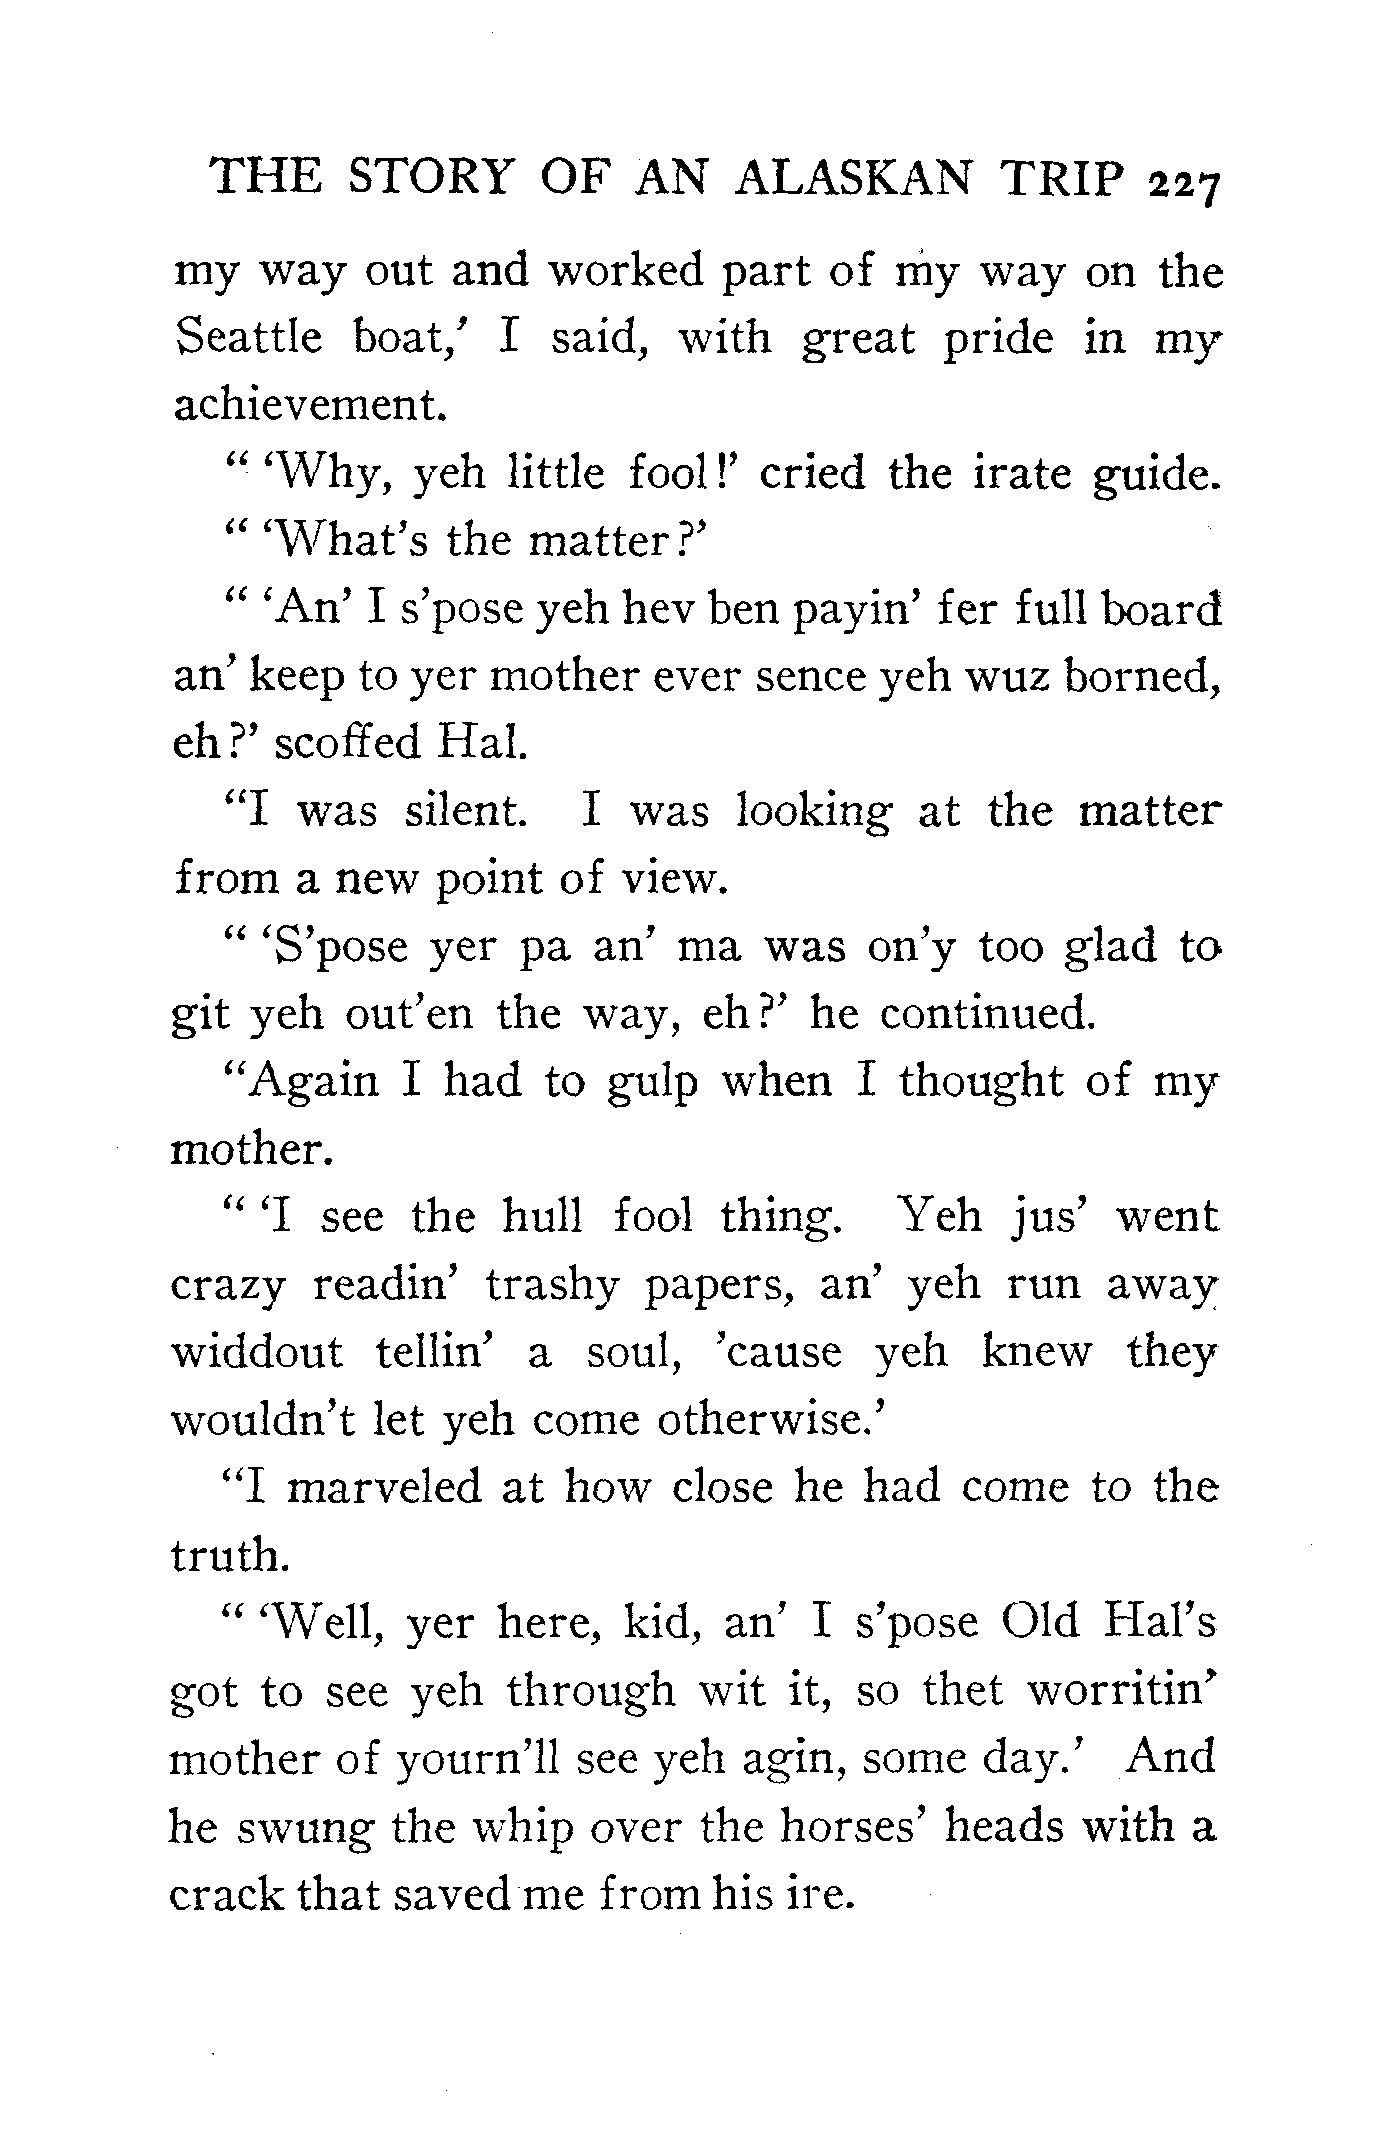 THE STORY OF AN ALASKAN TRIP 227
my way out and worked part of my way on the
Seattle boat,' I said, with great pride in my
achievement.
" 'Why, yeh little fool!' cried the irate guide.
" 'What's the matter?'
" 'An' I s'pose yeh hev ben payin' fer full board
an' keep to yer mother ever sence yeh wuz borned,
eh?' scoffed Hal.
"I was silent. I was looking at the matter
from a new point of view.
" 'S'pose yer pa an' ma was on'y too glad to
git yeh out'en the way, eh?' he continued.
"Again I had to gulp when I thought of my
mother.
" 'I see the hull fool thing. Yeh jus' went
crazy readin' trashy papers, an' yeh run away
widdout tellin' a soul, 'cause yeh knew they
wouldn't let yeh come otherwise.'
"I marveled at how close he had come to the
truth.
" 'Well, yer here, kid, an' I s'pose Old Hal's
got to see yeh through wit it, so thet worritin'
mother of yourn'll see yeh agin, some day.' And
he swung the whip over the horses' heads with a
crack that saved me from his ire.